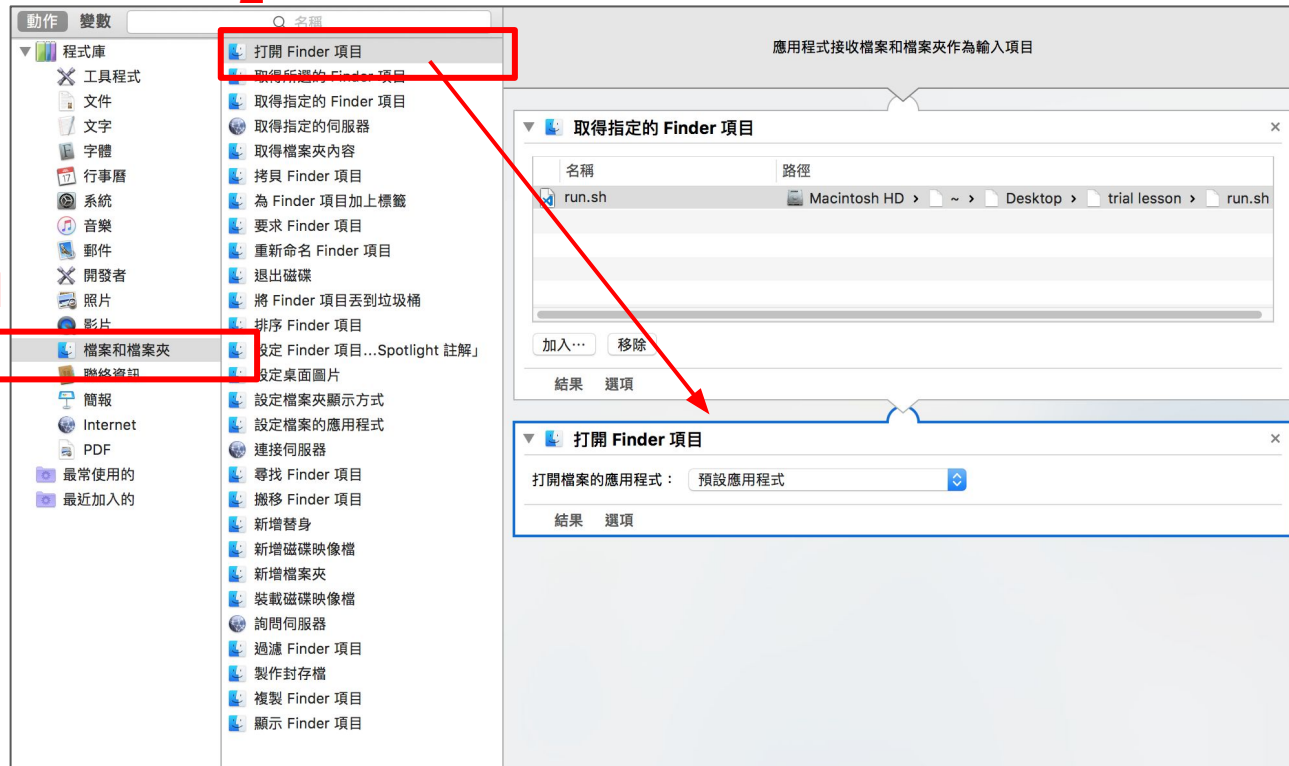 動作 變數
名稱
程式庫
工具程式
文件
文字
字體
行事曆
系統
音樂
郵件
開發者
照片
影片
檔案和檔案夾
聯絡資訊
簡報
Internet
PDF
最常使用的
最近加入的
打開 Finder 項目
取得所選的 Finder 項目
取得指定的 Finder 項目
取得指定的伺服器
取得檔案夾內容
拷貝 Finder 項目
為 Finder 項目加上標籤
要求 Finder 項目
重新命名 Finder 項目
退出磁碟
將 Finder 項目丟到垃圾桶
排序 Finder 項目
設定 Finder 項目...Spotlight 註解」
設定桌面圖片
設定檔案夾顯示方式
設定檔案的應用程式
連接伺服器
尋找 Finder 項目
搬移 Finder 項目
新增替身
新增磁碟映像檔
新增檔案夾
裝載磁碟映像檔
詢問伺服器
過濾 Finder 項目
製作封存檔
複製 Finder 項目
顯示 Finder 項目
應用程式接收檔案和檔案夾作為輸入項目
取得指定的 Finder 項目
名稱 路徑
run.sh Macintosh HD › ~ › Desktop › trial lesson › run.sh
加入⋯ 移除
結果 選項
打開 Finder 項目
打開檔案的應用程式： 預設應用程式
結果 選項